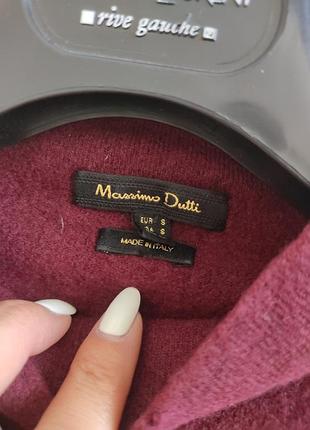 rive gauche
Massimo Dutti
EUR S
S
MADE IN ITALY